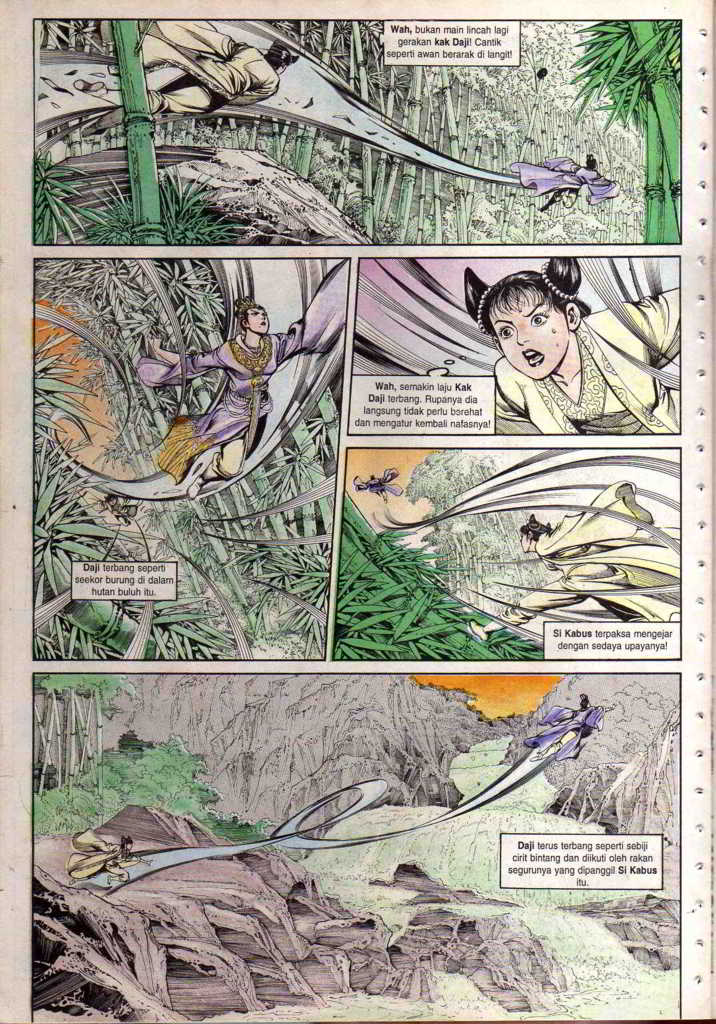 Wah, bukan main lincah lagi
gerakan kak Daji! Cantik
seperti awan berarak di langit!
Wah, semakin laju Kak
Daji terbang. Rupanya dia
langsung tidak perlu berehat
dan mengatur kembali nafasnya!
Daji terbang seperti
seekor burung di dalam
hutan buluh itu.
Si Kabus terpaksa mengejar
dengan sedaya upayanya!
Daji terus terbang seperti sebiji
cirit bintang dan diikuti oleh rakan
segurunya yang dipanggil Si Kabus
itu.